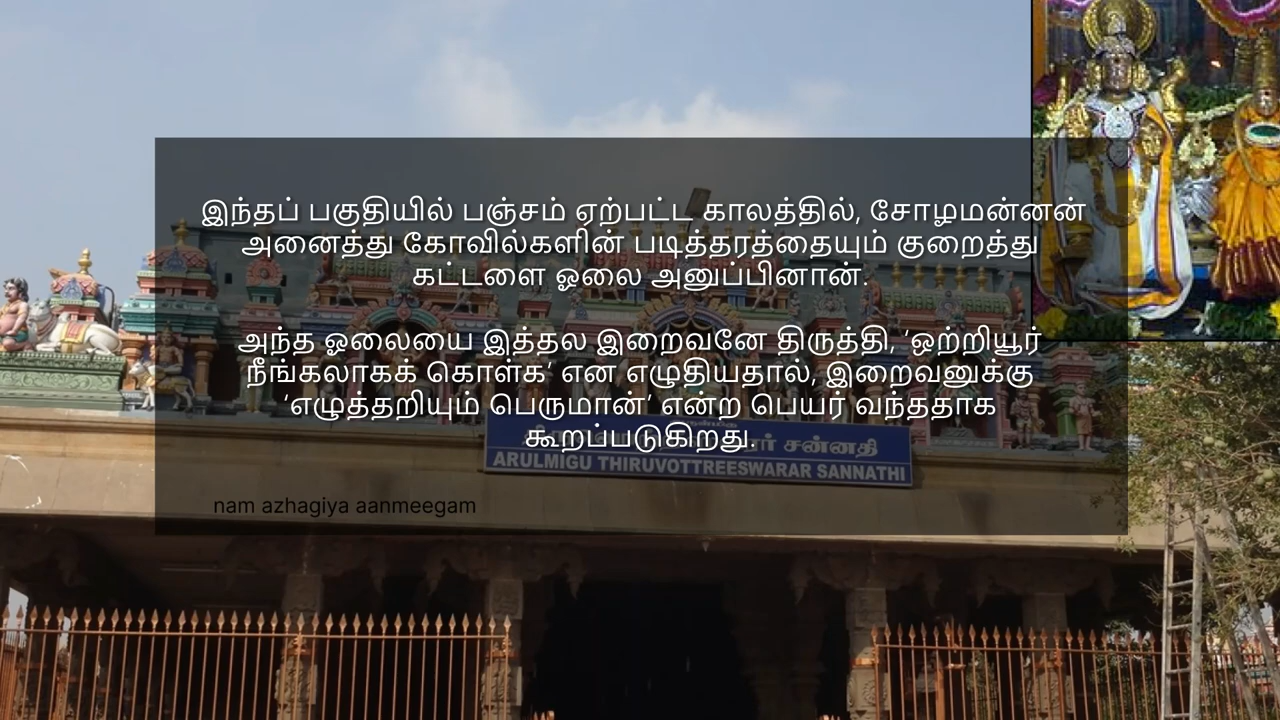 இந்தப் பகுதியில் பஞ்சம் ஏற்பட்ட காலத்தில், சோழமன்னன்
அனைத்து கோவில்களின் படித்தரத்தையும் குறைத்து
கட்டளை ஓலை அனுப்பினான்.
அந்த ஓலையை இத்தல இறைவனே திருத்தி, ‘ஒற்றியூர்
நீங்கலாகக் கொள்க’ என எழுதியதால், இறைவனுக்கு
‘எழுத்தறியும் பெருமான்’ என்ற பெயர் வந்ததாக
கூறப்படுகிறது.
சன்னதி
ARULMIGU THIRUVOTTREESWARAR SANNATHI
nam azhagiya aanmeegam